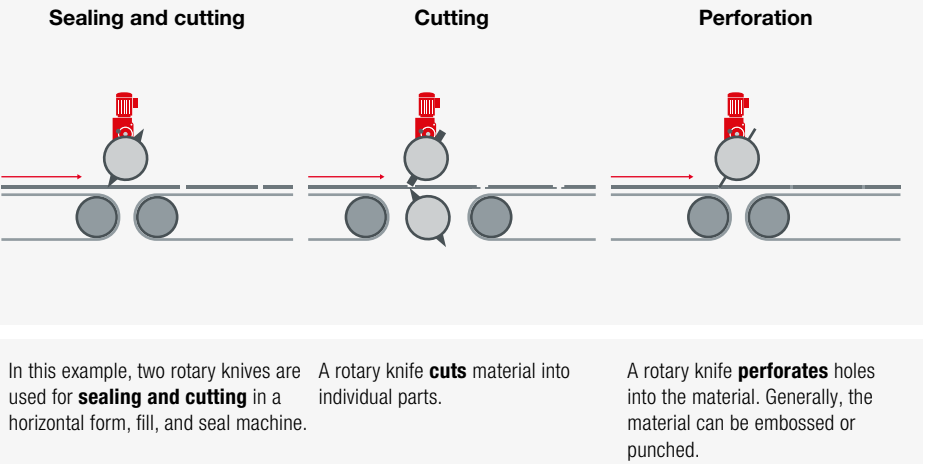 Sealing and cutting
Cutting
Perforation
In this example, two rotary knives are
used for sealing and cutting in a
horizontal form, fill, and seal machine.
A rotary knife cuts material into
individual parts.
A rotary knife perforates holes
into the material. Generally, the
material can be embossed or
punched.